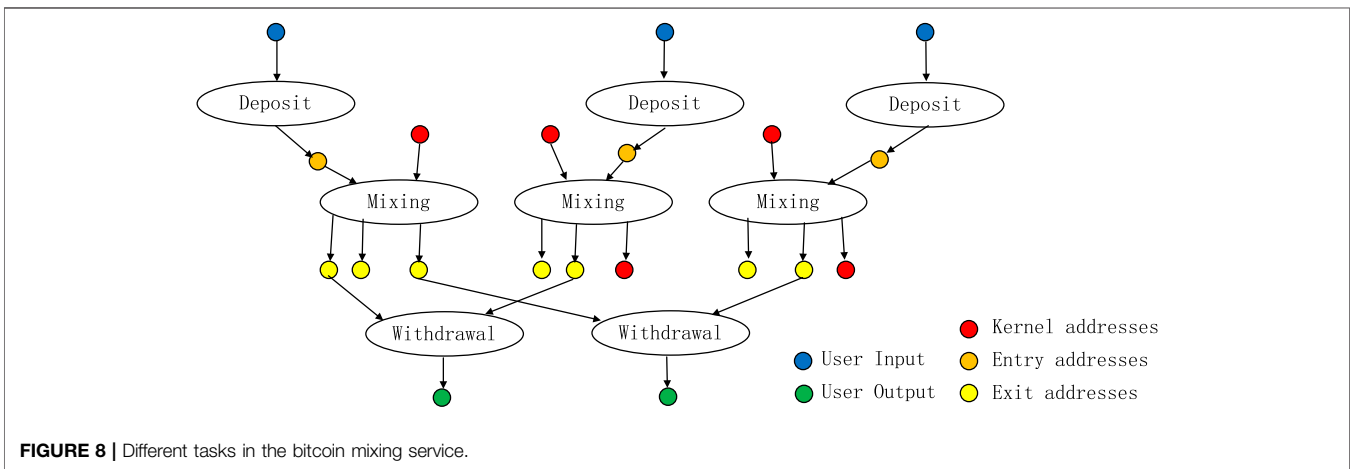 Deposit
Deposit
Deposit
Mixing
Mixing
Mixing
Withdrawal
Withdrawal
Kernel addresses
User Input
Entry addresses
User Output
Exit addresses
FIGURE 8 | Different tasks in the bitcoin mixing service.